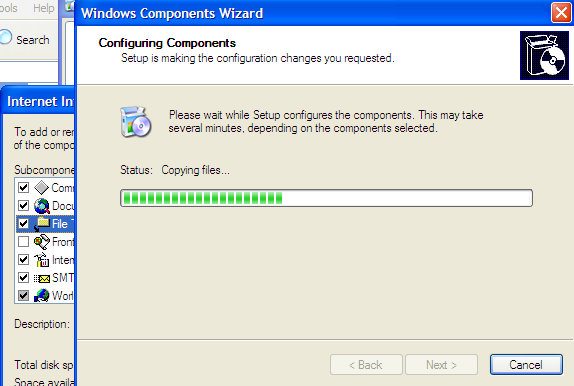 ools Help
Search
Windows Components Wizard
Configuring Components
Setup is making the configuration changes you requested.
Internet In
To add or rem
of the compo
Please wait while Setup configures the components. This may take
several minutes, depending on the components selected.
Subcompone
Status: Copying files...
Comm
Docu
File T
Front
Intern
SMT
Worl
Description:
Total disk sp
Space availa
< Back Next > Cancel